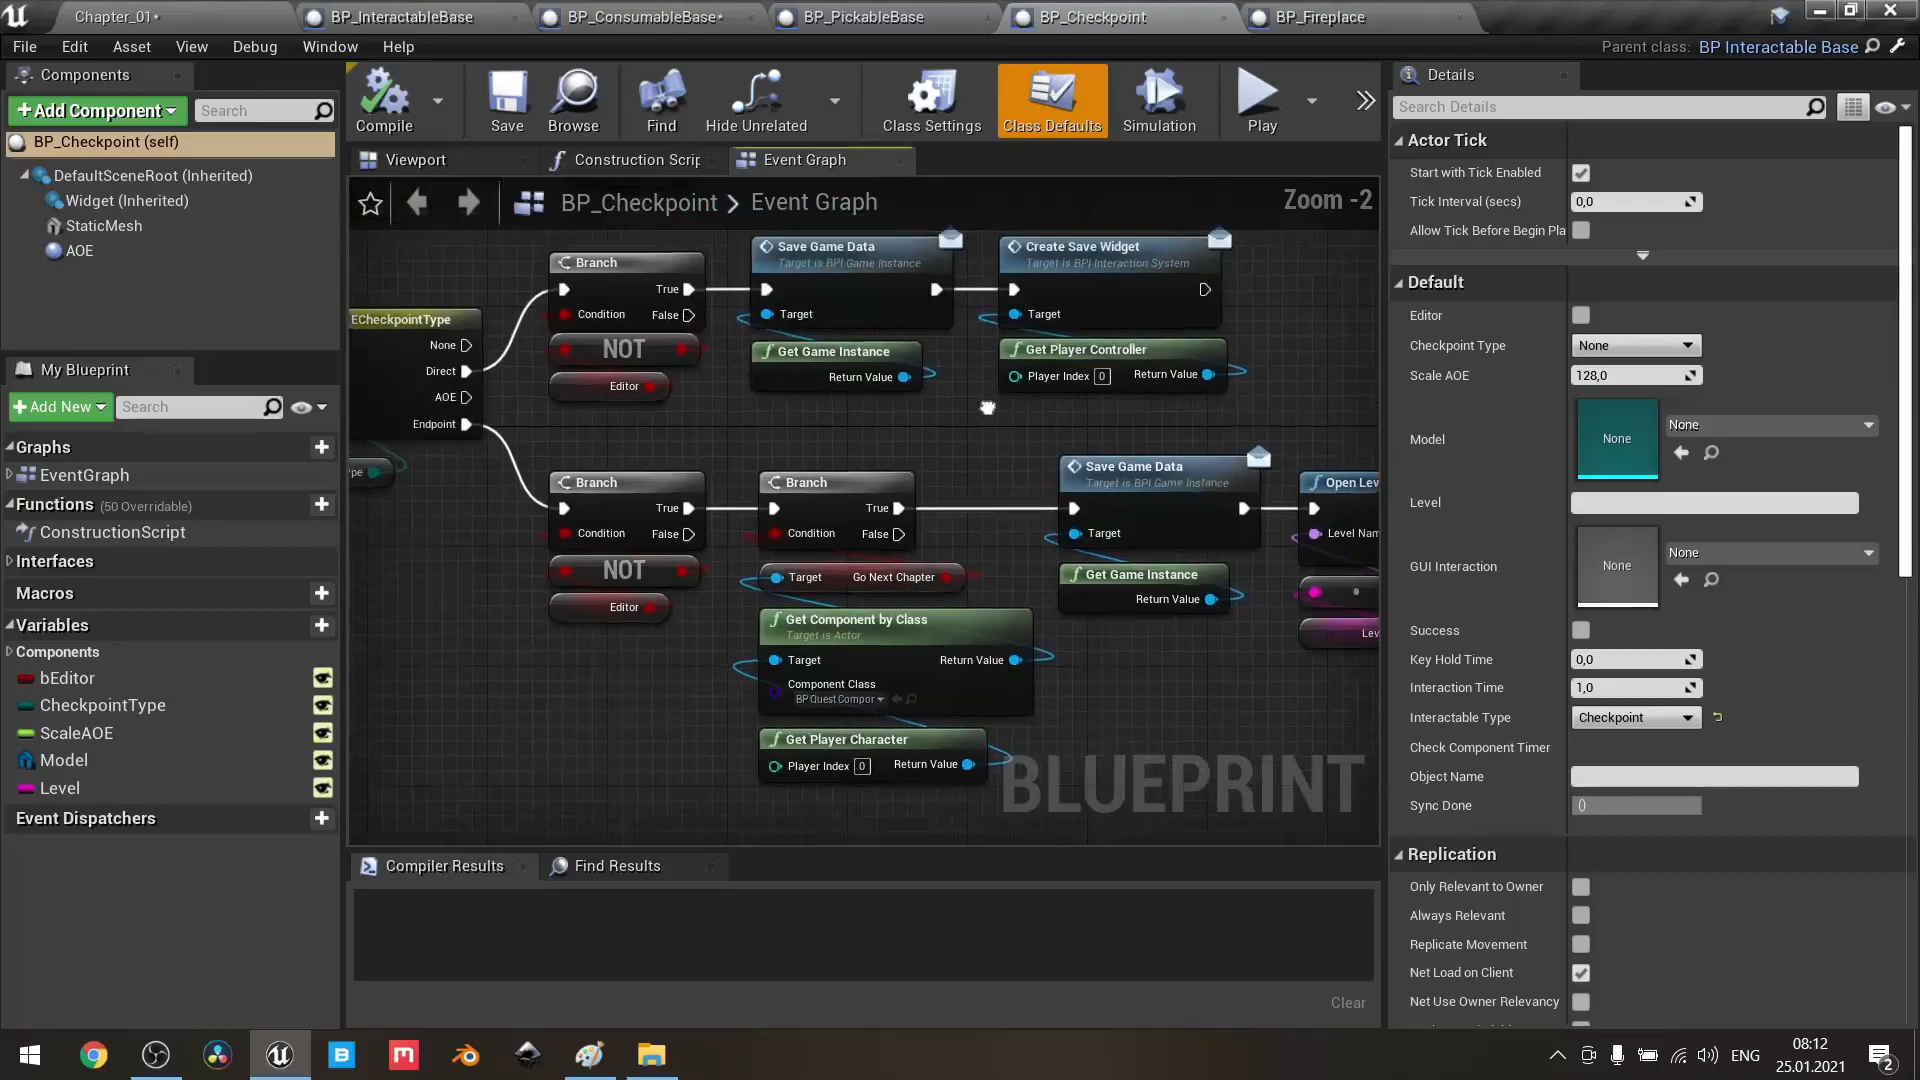 Chapter_01*
BP_InteractableBase
BP_ConsumableBase*
BP_PickableBase
BP_Checkpoint
BP_Fireplace
File
Edit
Asset
View
Debug
Window
Help
Parent class: BP Interactable Base
Components
Add Component
Search
BP_Checkpoint (self)
DefaultSceneRoot (Inherited)
Widget (Inherited)
StaticMesh
AOE
My Blueprint
Add New
Search
Graphs
EventGraph
Functions (50 Overridable)
ConstructionScript
Interfaces
Macros
Variables
Components
bEditor
CheckpointType
ScaleAOE
Model
Level
Event Dispatchers
Compile
Save
Browse
Find
Hide Unrelated
Class Settings
Class Defaults
Simulation
Play
Viewport
Construction Scrip
Event Graph
BP_Checkpoint
Event Graph
Zoom -2
ECheckpointType
None
Direct
AOE
Endpoint
pe
Branch
True
Condition
False
NOT
Editor
Save Game Data
Target is BPI Game Instance
Target
Get Game Instance
Return Value
Create Save Widget
Target is BPI Interaction System
Target
Get Player Controller
Player Index 0
Return Value
Branch
True
Condition
False
NOT
Editor
Branch
True
Condition
False
Target
Go Next Chapter
Get Component by Class
Target is Actor
Target
Return Value
Component Class
BP Quest Compor
Get Player Character
Player Index 0
Return Value
Save Game Data
Target is BPI Game Instance
Target
Get Game Instance
Return Value
Open Lev
Level Nam
Lev
BLUEPRINT
Compiler Results
Find Results
Clear
Details
Search Details
Actor Tick
Start with Tick Enabled
Tick Interval (secs)
0,0
Allow Tick Before Begin Pla
Default
Editor
Checkpoint Type
None
Scale AOE
128,0
Model
None
None
Level
GUI Interaction
None
None
Success
Key Hold Time
0,0
Interaction Time
1,0
Interactable Type
Checkpoint
Check Component Timer
Object Name
Sync Done
()
Replication
Only Relevant to Owner
Always Relevant
Replicate Movement
Net Load on Client
Net Use Owner Relevancy
ENG
08:12
25.01.2021
2